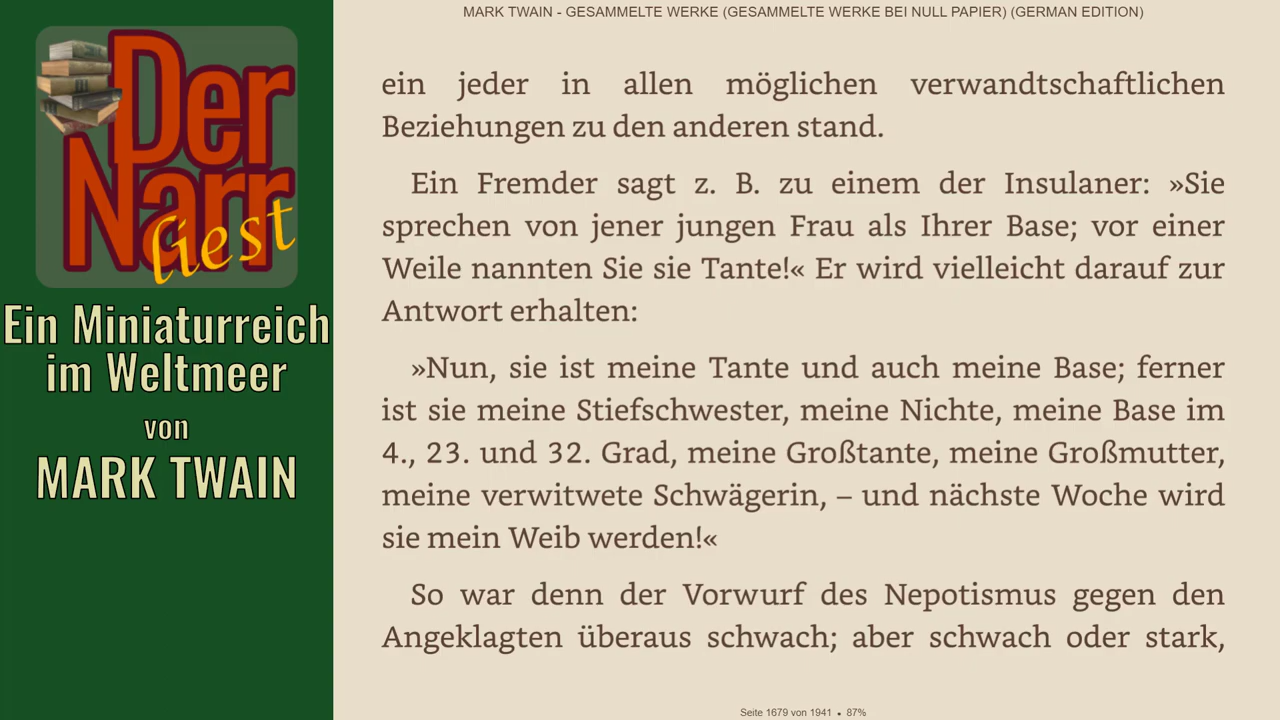 Der
Narr
liest
Ein Miniaturreich
im Weltmeer
von
MARK TWAIN
MARK TWAIN - GESAMMELTE WERKE (GESAMMELTE WERKE BEI NULL PAPIER) (GERMAN EDITION)
ein jeder in allen möglichen verwandtschaftlichen
Beziehungen zu den anderen stand.
Ein Fremder sagt z. B. zu einem der Insulaner: »Sie
sprechen von jener jungen Frau als Ihrer Base; vor einer
Weile nannten Sie sie Tante!« Er wird vielleicht darauf zur
Antwort erhalten:
»Nun, sie ist meine Tante und auch meine Base; ferner
ist sie meine Stiefschwester, meine Nichte, meine Base im
4., 23. und 32. Grad, meine Großtante, meine Großmutter,
meine verwitwete Schwägerin, – und nächste Woche wird
sie mein Weib werden!«
So war denn der Vorwurf des Nepotismus gegen den
Angeklagten überaus schwach; aber schwach oder stark,
Seite 1679 von 1941 • 87%